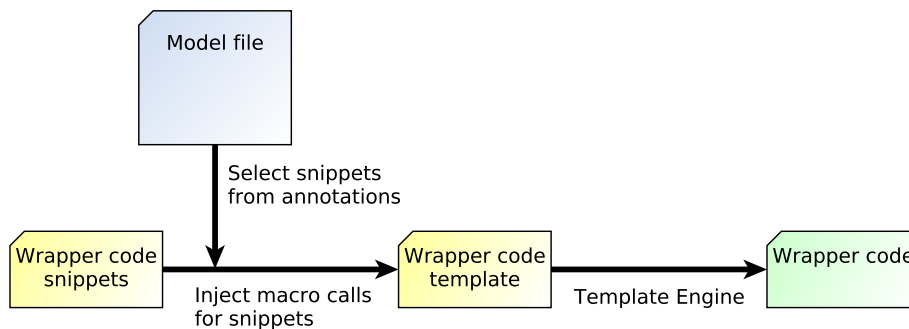 Model file
Select snippets
from annotations
Wrapper code
snippets
Inject macro calls
for snippets
Wrapper code
template
Template Engine
Wrapper code